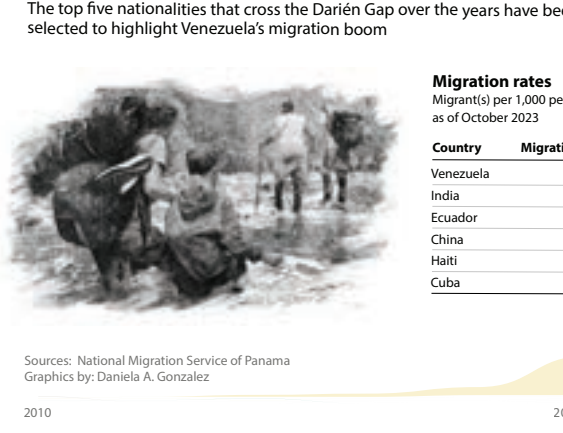 The top five nationalities that cross the Darién Gap over the years have
selected to highlight Venezuela's migration boom
Migration rates
Migrant(s) per 1,000
as of October 2023
Country
Venezuela
India
Ecuador
China
Haiti
Cuba
Sources: National Migration Service of Panama
Graphics by: Daniela A. Gonzalez
2010